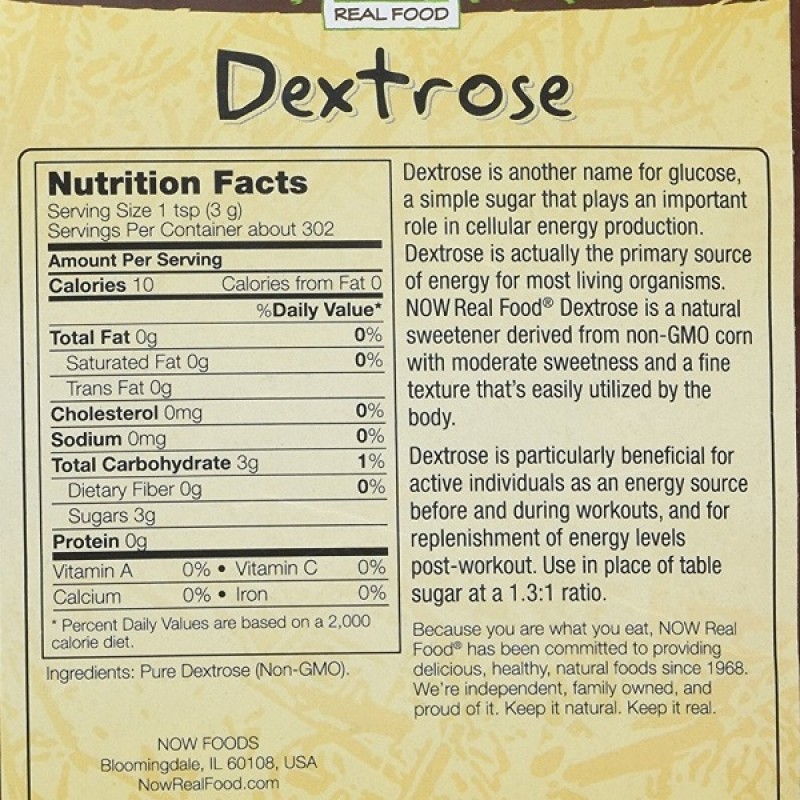 REAL FOOD
Dextrose
Nutrition Facts
Serving Size 1 tsp (3 g)
Servings Per Container about 302
Amount Per Serving
Calories 10 Calories from Fat 0
%Daily Value*
Total Fat 0g 0%
Saturated Fat 0g 0%
Trans Fat 0g
Cholesterol 0mg 0%
Sodium 0mg 0%
Total Carbohydrate 3g 1%
Dietary Fiber 0g 0%
Sugars 3g
Protein 0g
Vitamin A 0% • Vitamin C 0%
Calcium 0% • Iron 0%
* Percent Daily Values are based on a 2,000
calorie diet.
Ingredients: Pure Dextrose (Non-GMO).
NOW FOODS
Bloomingdale, IL 60108, USA
NowRealFood.com
Dextrose is another name for glucose,
a simple sugar that plays an important
role in cellular energy production.
Dextrose is actually the primary source
of energy for most living organisms.
NOW Real Food® Dextrose is a natural
sweetener derived from non-GMO corn
with moderate sweetness and a fine
texture that's easily utilized by the
body.
Dextrose is particularly beneficial for
active individuals as an energy source
before and during workouts, and for
replenishment of energy levels
post-workout. Use in place of table
sugar at a 1.3:1 ratio.
Because you are what you eat, NOW Real
Food® has been committed to providing
delicious, healthy, natural foods since 1968.
We're independent, family owned, and
proud of it. Keep it natural. Keep it real.